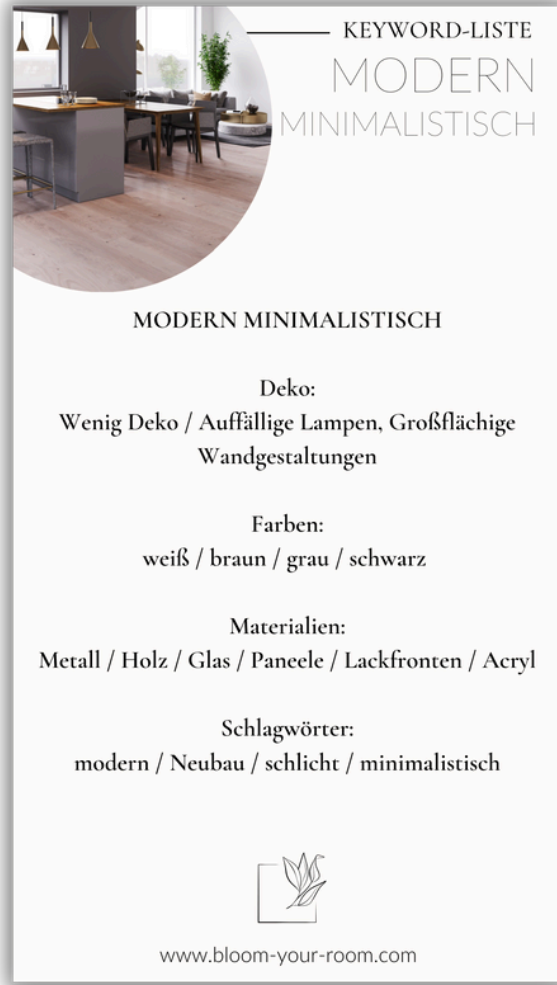 KEYWORD-LISTE
MODERN
MINIMALISTISCH
MODERN MINIMALISTISCH
Deko:
Wenig Deko / Auffällige Lampen, Großflächige
Wandgestaltungen
Farben:
weiß / braun / grau / schwarz
Materialien:
Metall / Holz / Glas / Paneele / Lackfronten / Acryl
Schlagwörter:
modern / Neubau / schlicht / minimalistisch
www.bloom-your-room.com